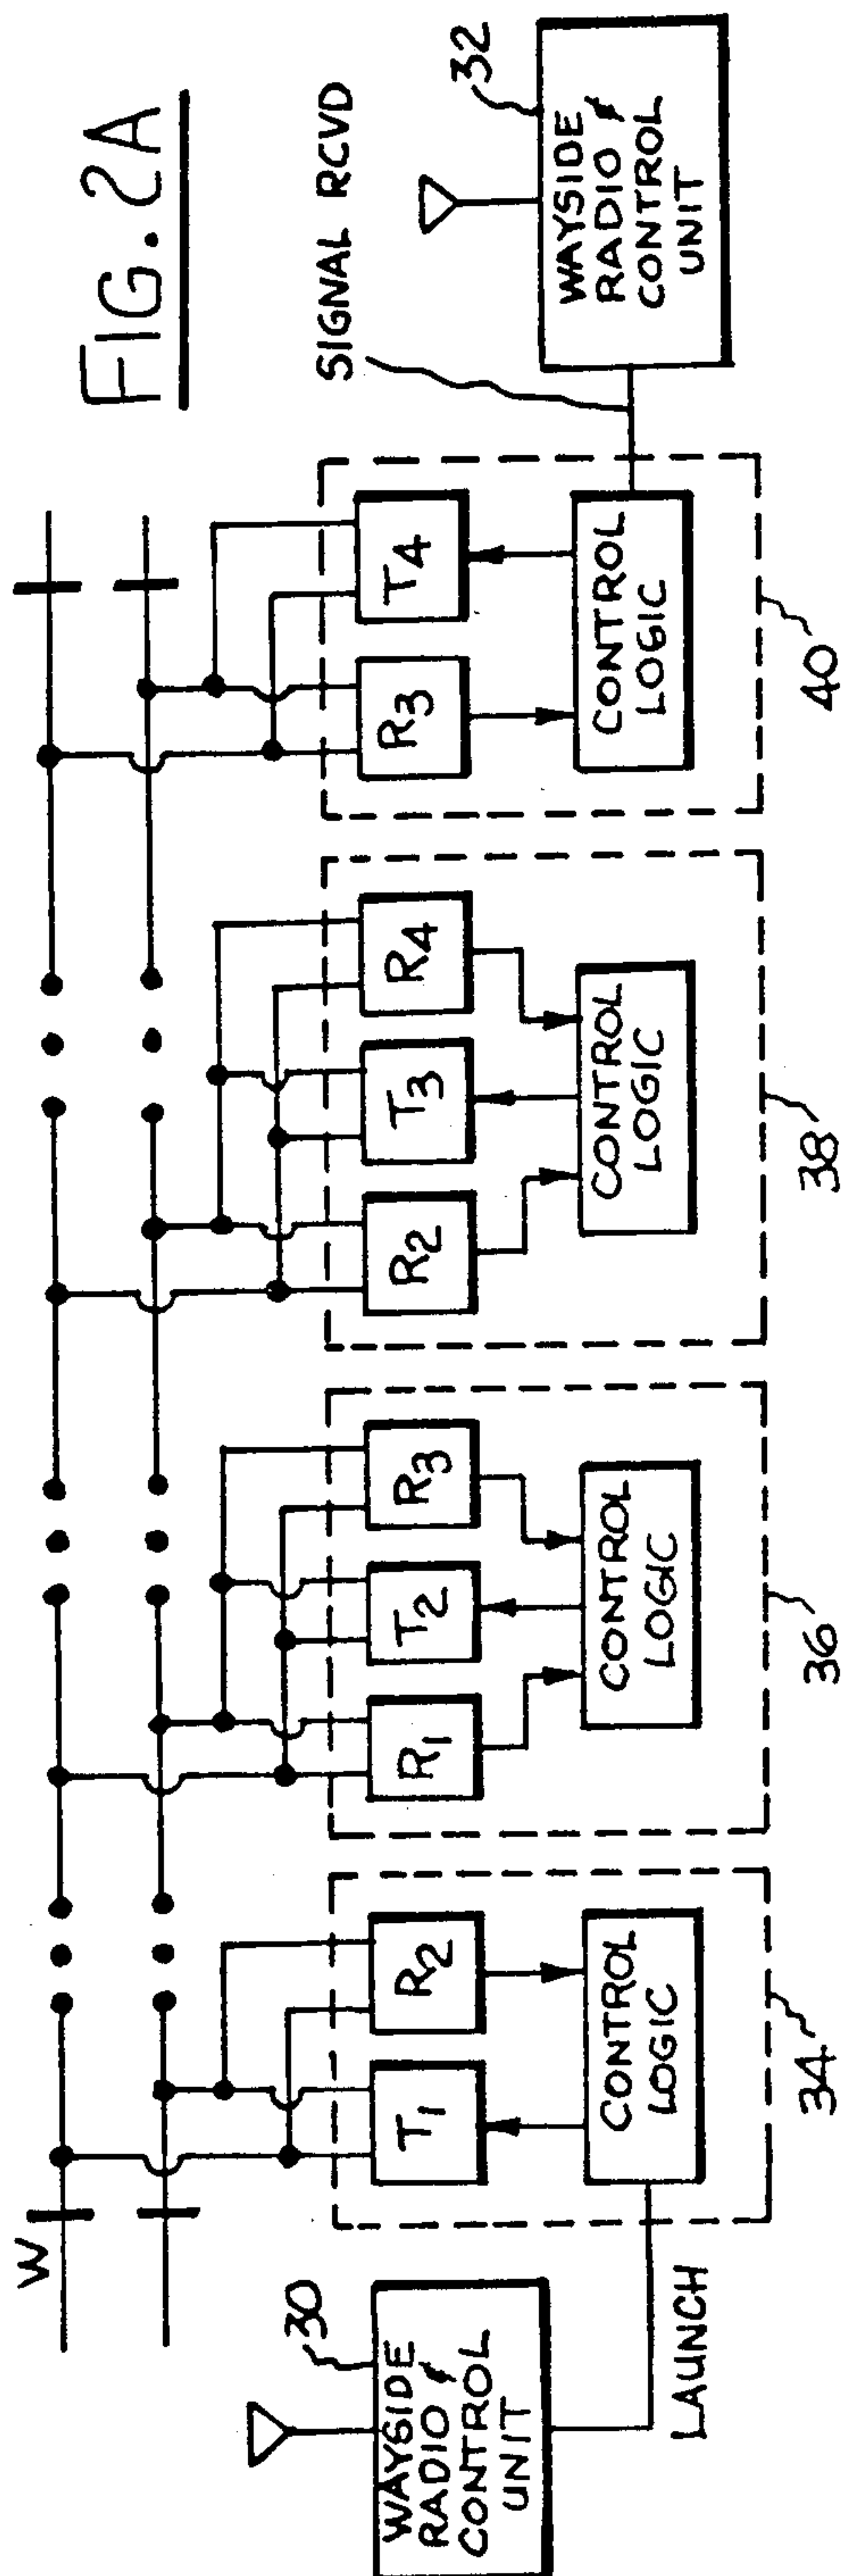 FIG. 2A
W
WAYSIDE
RADIO &
CONTROL
UNIT
30
LAUNCH
T1
R2
CONTROL
LOGIC
34
R1
T2
R3
CONTROL
LOGIC
36
R2
T3
R4
CONTROL
LOGIC
38
R3
T4
CONTROL
LOGIC
40
SIGNAL RCVD
WAYSIDE
RADIO &
CONTROL
UNIT
32